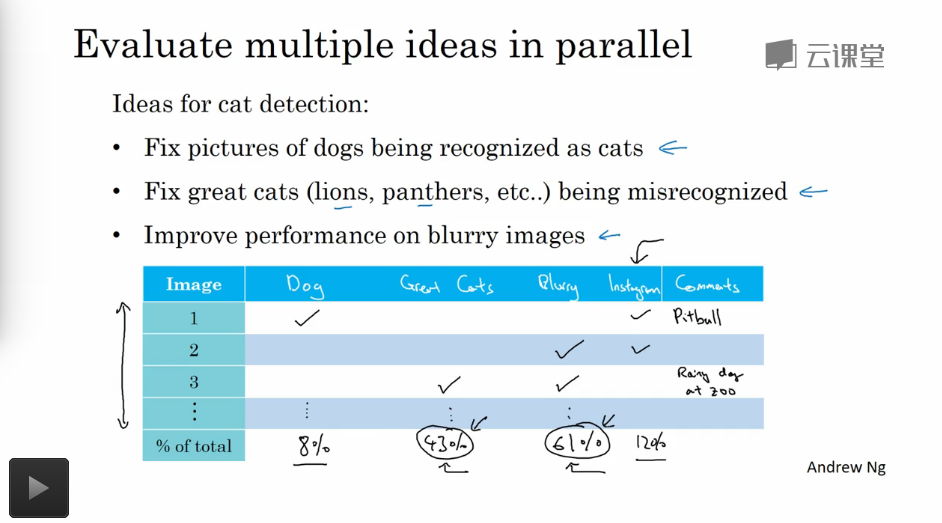 Evaluate multiple ideas in parallel
云课堂
Ideas for cat detection:
• Fix pictures of dogs being recognized as cats
• Fix great cats (lions, panthers, etc..) being misrecognized
• Improve performance on blurry images
Image Dog Great Cats Blurry Instagram Comments
1 ✓ ✓ Pitbull
2 ✓ ✓
3 ✓ ✓ Rainy day
at zoo
⋮ ⋮ ⋮ ⋮
% of total 8% 43% 61% 12%
Andrew Ng